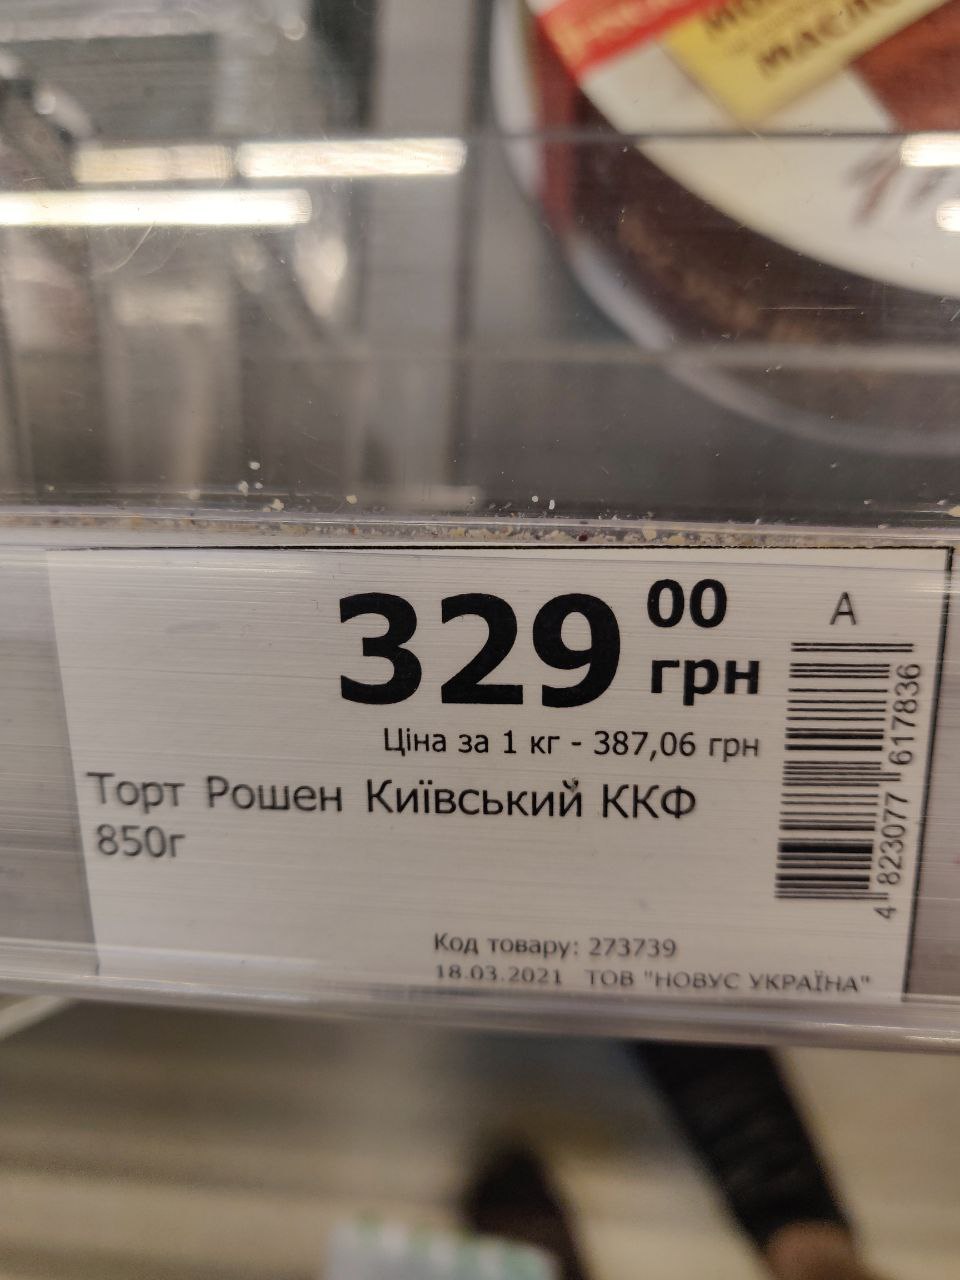 МАСЛО
329 00 грн
А
Ціна за 1 кг - 387,06 грн
Торт Рошен Київський ККФ
850г
4 823077 617836
Код товару: 273739
18.03.2021 ТОВ "НОВУС УКРАЇНА"